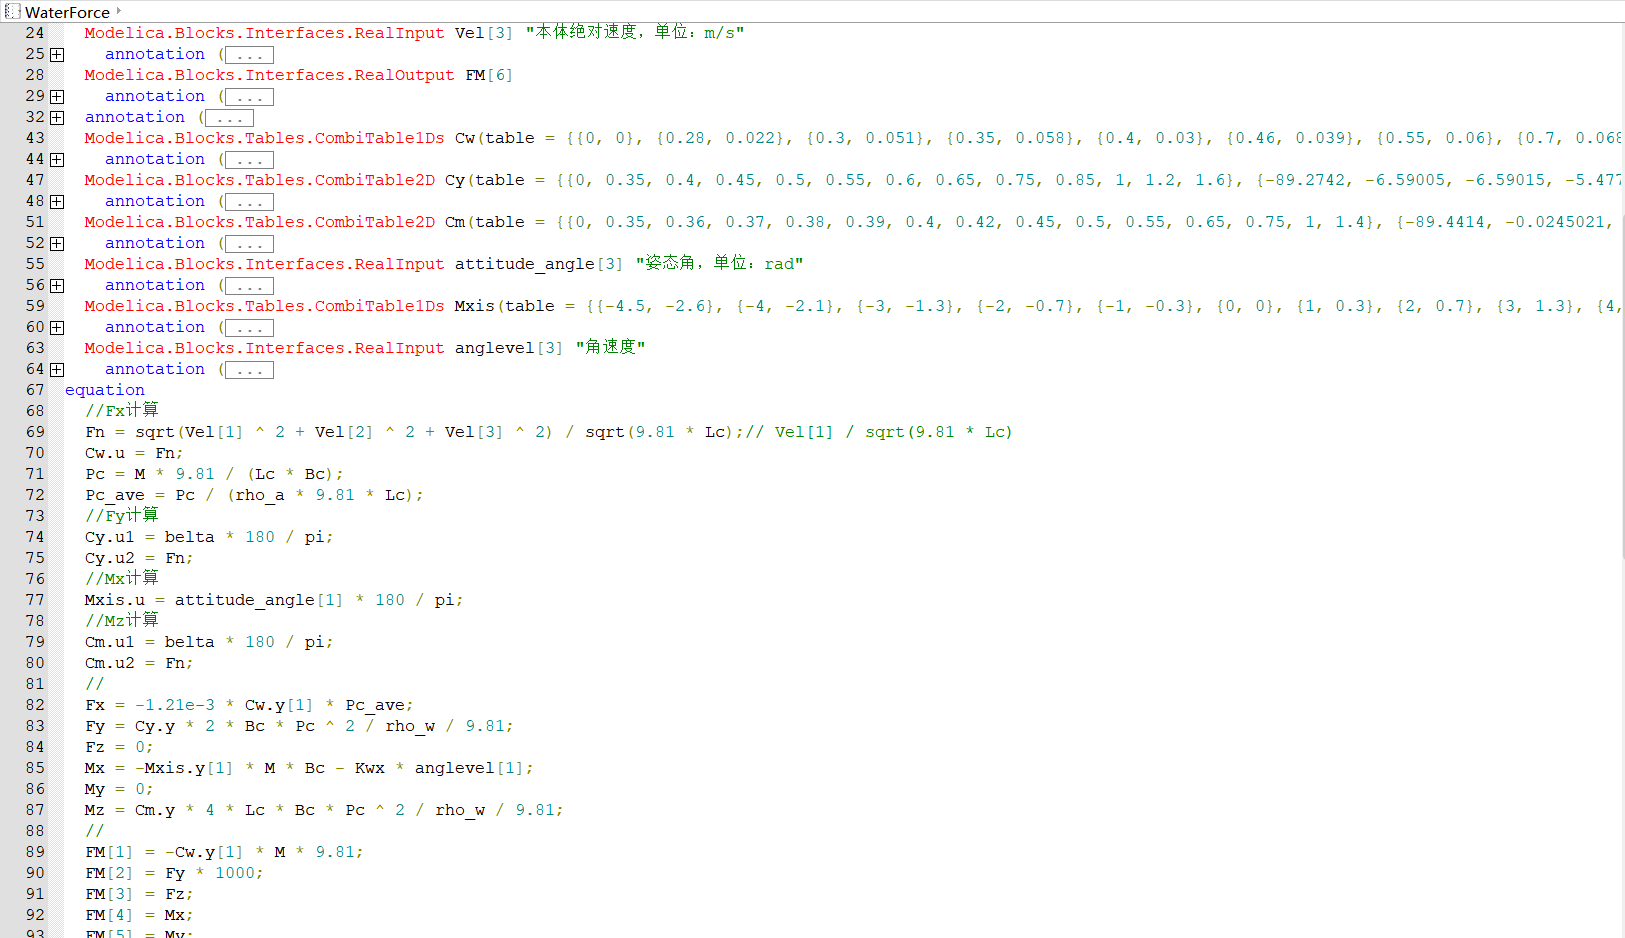 WaterForce
24 Modelica.Blocks.Interfaces.RealInput Vel[3] "本体绝对速度，单位：m/s"
25 annotation (...
28 Modelica.Blocks.Interfaces.RealOutput FM[6]
29 annotation (...
32 annotation (...
43 Modelica.Blocks.Tables.CombiTable1Ds Cw(table = {{0, 0}, {0.28, 0.022}, {0.3, 0.051}, {0.35, 0.058}, {0.4, 0.03}, {0.46, 0.039}, {0.55, 0.06}, {0.7, 0.068
44 annotation (...
47 Modelica.Blocks.Tables.CombiTable2D Cy(table = {{0, 0.35, 0.4, 0.45, 0.5, 0.55, 0.6, 0.65, 0.75, 0.85, 1, 1.2, 1.6}, {-89.2742, -6.59005, -6.59015, -5.477
48 annotation (...
51 Modelica.Blocks.Tables.CombiTable2D Cm(table = {{0, 0.35, 0.36, 0.37, 0.38, 0.39, 0.4, 0.42, 0.45, 0.5, 0.55, 0.65, 0.75, 1, 1.4}, {-89.4414, -0.0245021,
52 annotation (...
55 Modelica.Blocks.Interfaces.RealInput attitude_angle[3] "姿态角，单位：rad"
56 annotation (...
59 Modelica.Blocks.Tables.CombiTable1Ds Mxis(table = {{-4.5, -2.6}, {-4, -2.1}, {-3, -1.3}, {-2, -0.7}, {-1, -0.3}, {0, 0}, {1, 0.3}, {2, 0.7}, {3, 1.3}, {4,
60 annotation (...
63 Modelica.Blocks.Interfaces.RealInput anglevel[3] "角速度"
64 annotation (...
67 equation
68 //Fx计算
69 Fn = sqrt(Vel[1] ^ 2 + Vel[2] ^ 2 + Vel[3] ^ 2) / sqrt(9.81 * Lc);// Vel[1] / sqrt(9.81 * Lc)
70 Cw.u = Fn;
71 Pc = M * 9.81 / (Lc * Bc);
72 Pc_ave = Pc / (rho_a * 9.81 * Lc);
73 //Fy计算
74 Cy.u1 = belta * 180 / pi;
75 Cy.u2 = Fn;
76 //Mx计算
77 Mxis.u = attitude_angle[1] * 180 / pi;
78 //Mz计算
79 Cm.u1 = belta * 180 / pi;
80 Cm.u2 = Fn;
81 //
82 Fx = -1.21e-3 * Cw.y[1] * Pc_ave;
83 Fy = Cy.y * 2 * Bc * Pc ^ 2 / rho_w / 9.81;
84 Fz = 0;
85 Mx = -Mxis.y[1] * M * Bc - Kwx * anglevel[1];
86 My = 0;
87 Mz = Cm.y * 4 * Lc * Bc * Pc ^ 2 / rho_w / 9.81;
88 //
89 FM[1] = -Cw.y[1] * M * 9.81;
90 FM[2] = Fy * 1000;
91 FM[3] = Fz;
92 FM[4] = Mx;
93 FM[5] = My;